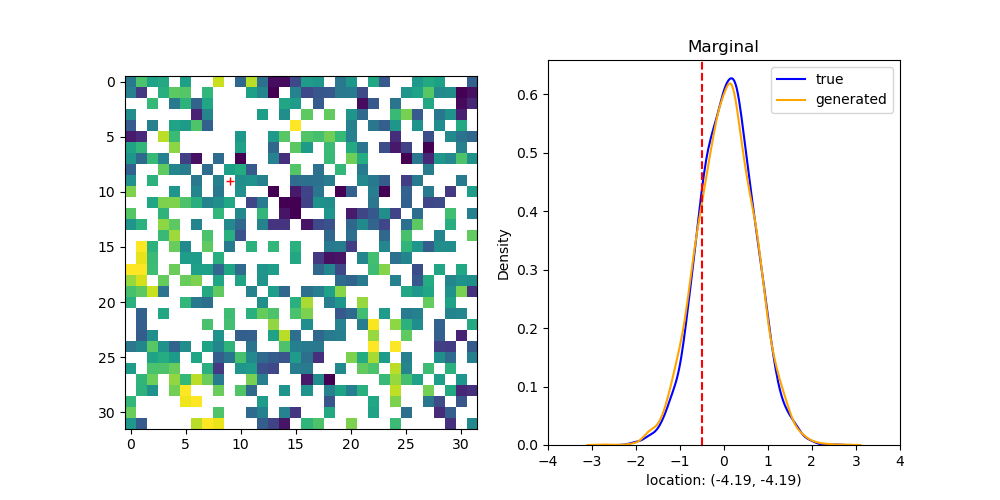 Marginal
true
generated
0
5
10
15
20
25
30
0 5 10 15 20 25 30
Density
0.6
0.5
0.4
0.3
0.2
0.1
0.0
−4 −3 −2 −1 0 1 2 3 4
location: (-4.19, -4.19)